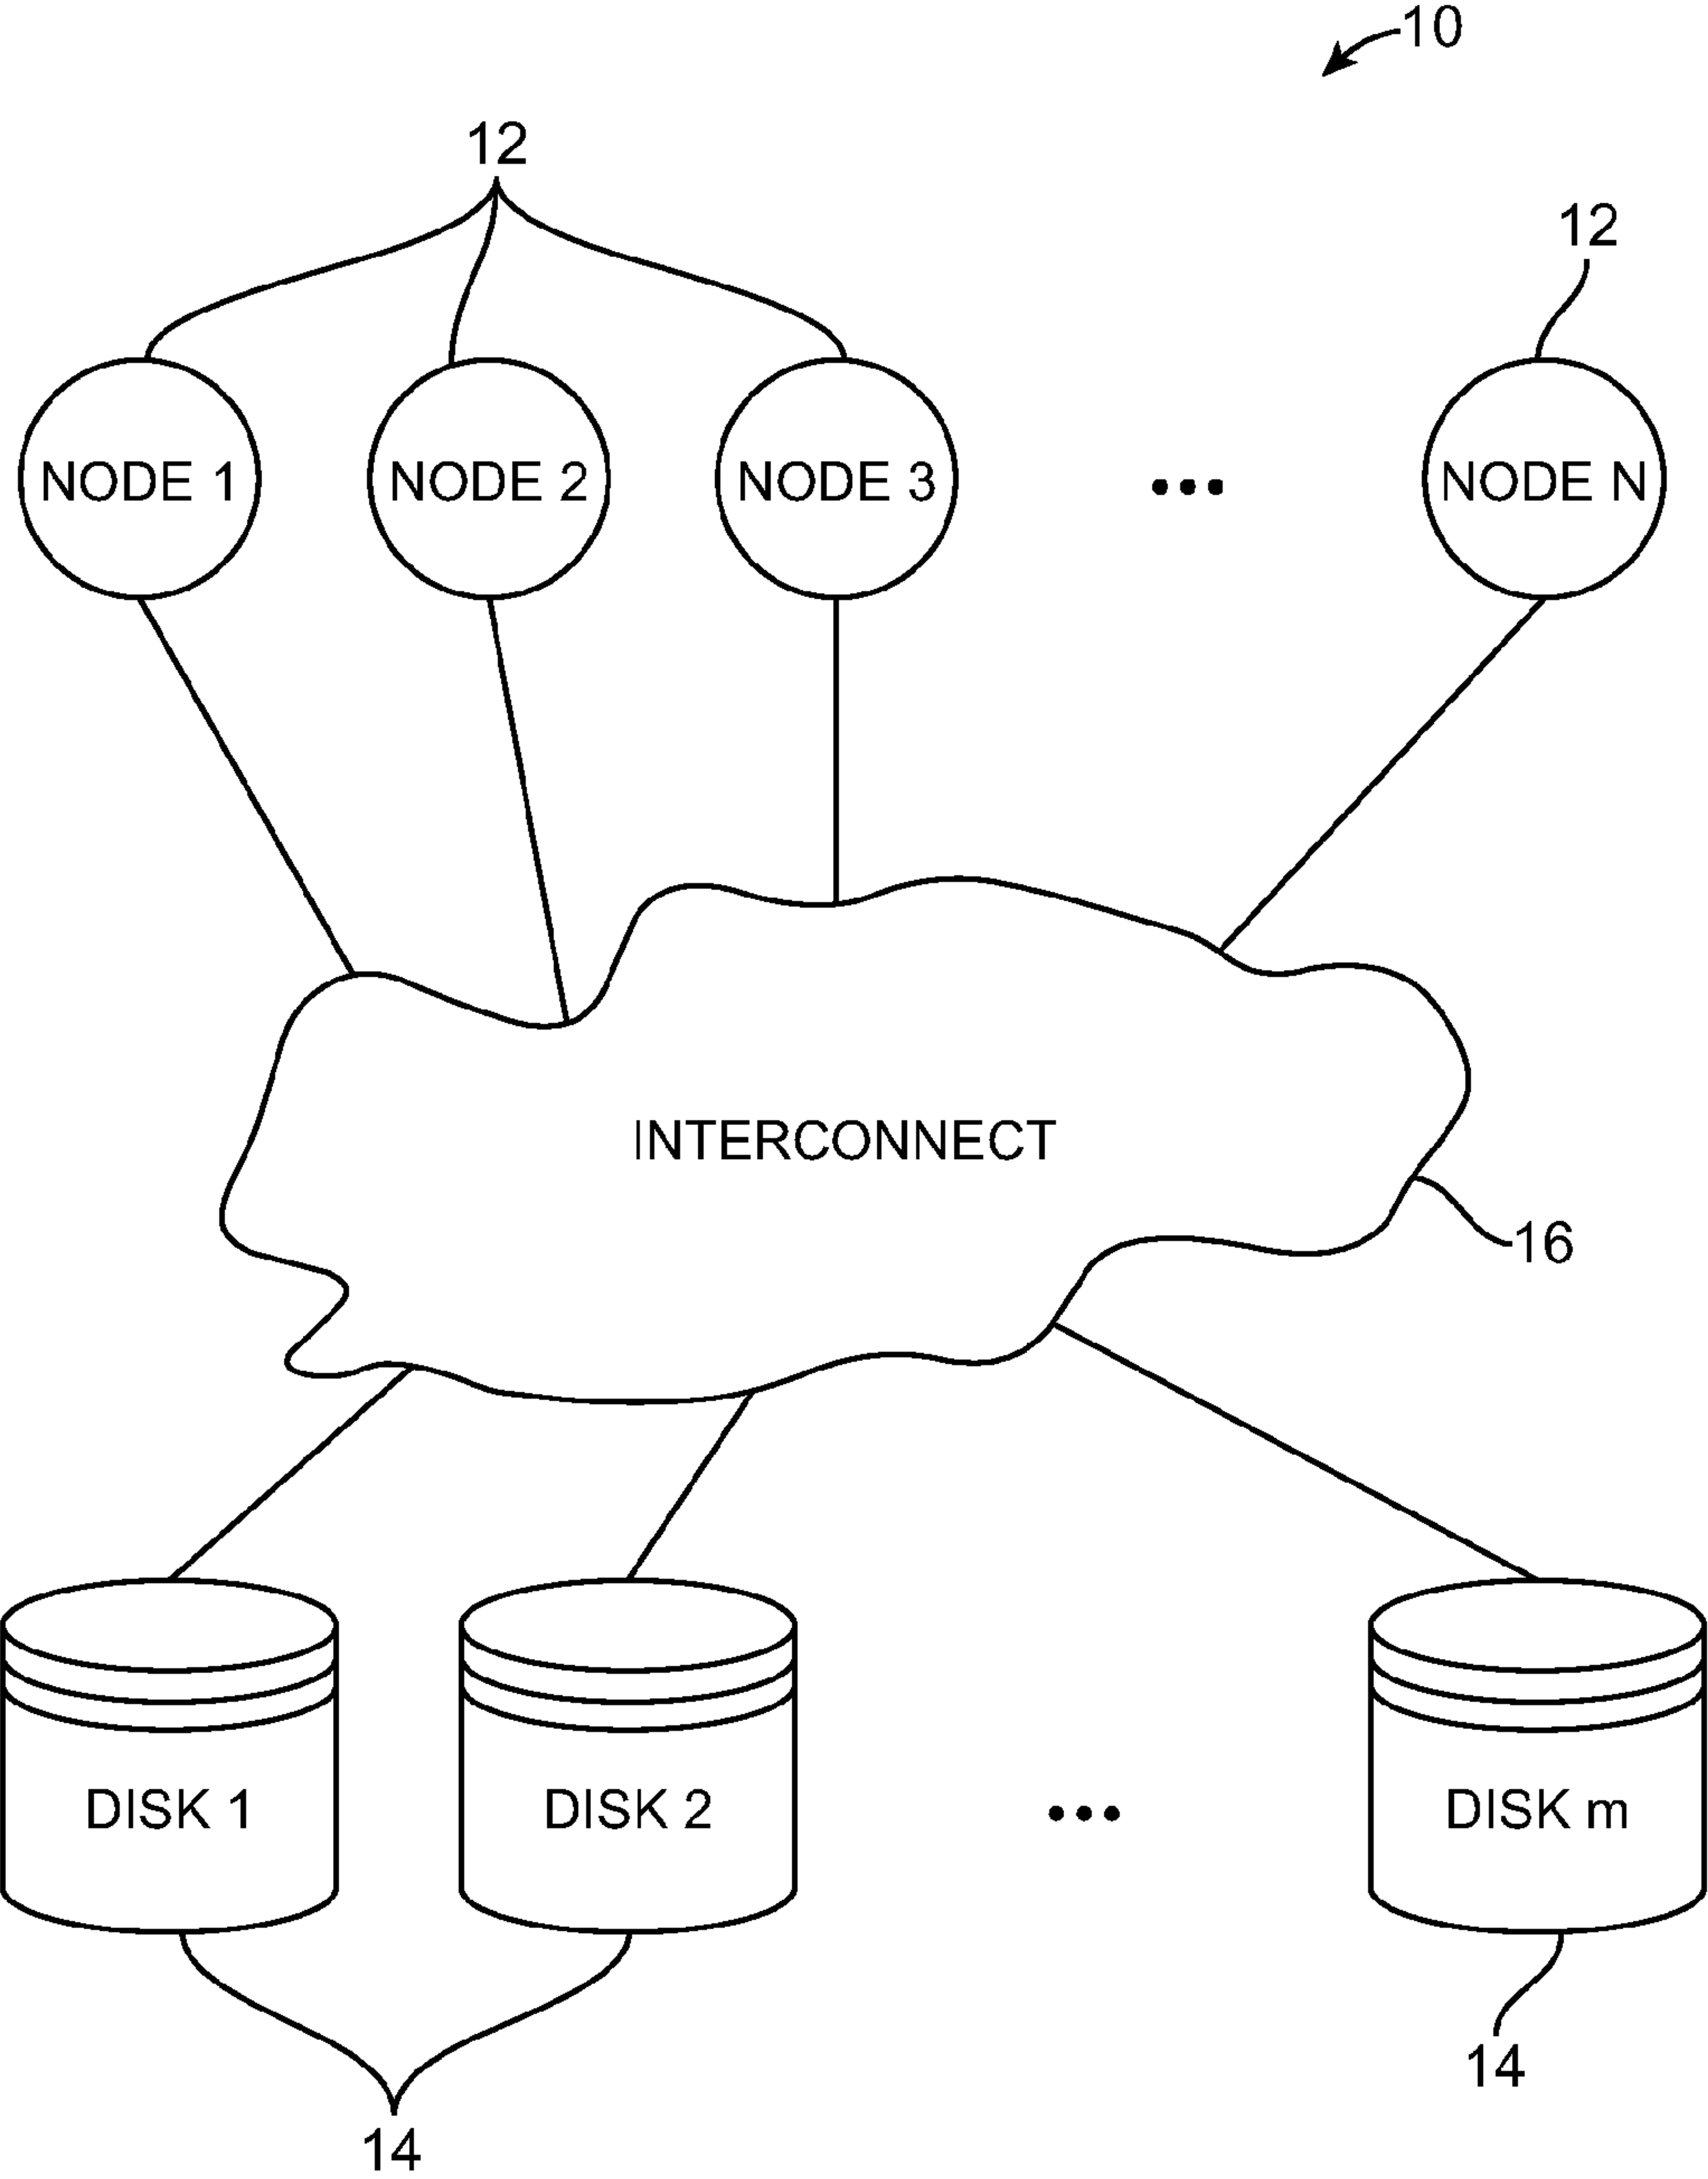 10
12
12
NODE 1 NODE 2 NODE 3 ••• NODE N
INTERCONNECT
16
DISK 1 DISK 2 ••• DISK m
14
14